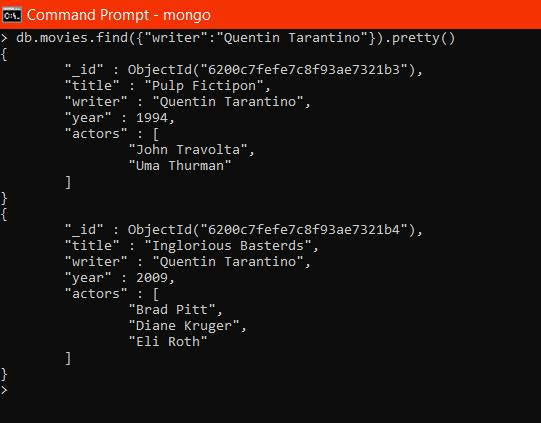 Command Prompt - mongo
> db.movies.find({"writer":"Quentin Tarantino"}).pretty()
{
        "_id" : ObjectId("6200c7fefe7c8f93ae7321b3"),
        "title" : "Pulp Fictipon",
        "writer" : "Quentin Tarantino",
        "year" : 1994,
        "actors" : [
                "John Travolta",
                "Uma Thurman"
        ]
}
{
        "_id" : ObjectId("6200c7fefe7c8f93ae7321b4"),
        "title" : "Inglorious Basterds",
        "writer" : "Quentin Tarantino",
        "year" : 2009,
        "actors" : [
                "Brad Pitt",
                "Diane Kruger",
                "Eli Roth"
        ]
}
>